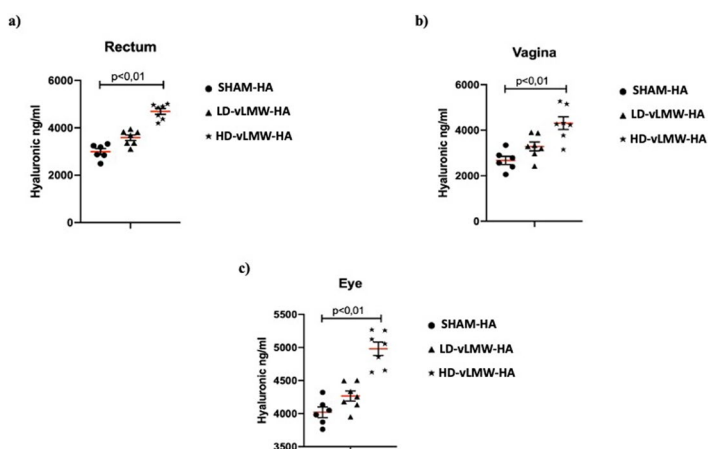 a)
Rectum
Hyaluronic ng/ml
6000
4000
2000
0
p<0,01
SHAM-HA
LD-vLMW-HA
HD-vLMW-HA
b)
Vagina
Hyaluronic ng/ml
6000
4000
2000
0
p<0,01
SHAM-HA
LD-vLMW-HA
HD-vLMW-HA
c)
Eye
Hyaluronic ng/ml
5500
5000
4500
4000
3500
p<0,01
SHAM-HA
LD-vLMW-HA
HD-vLMW-HA